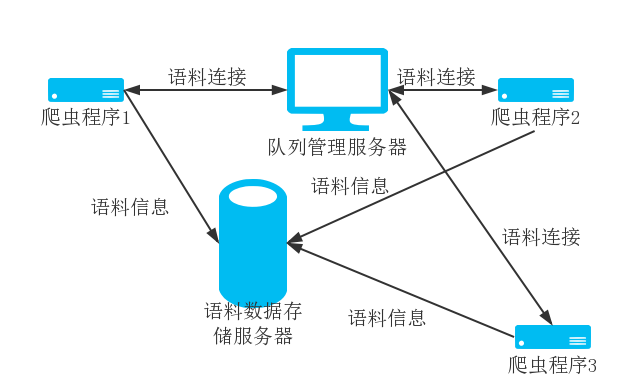 语料连接
语料连接
爬虫程序1
爬虫程序2
队列管理服务器
语料信息
语料信息
语料连接
语料数据存
储服务器
语料信息
爬虫程序3